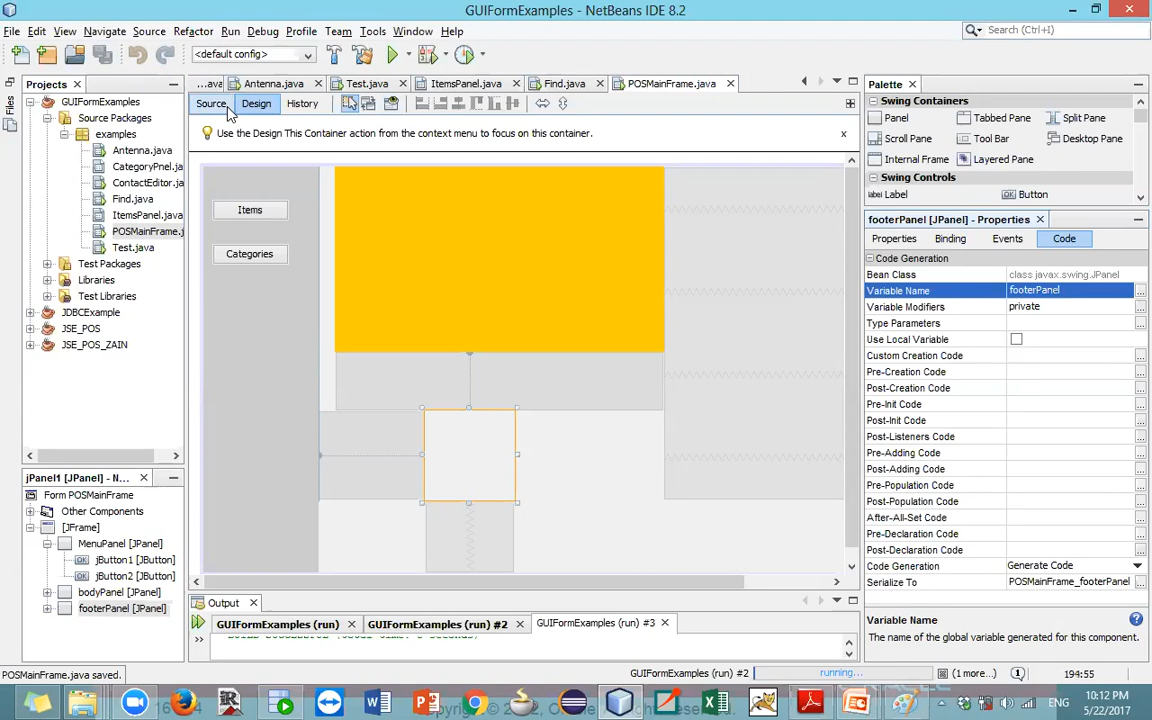 GUIFormExamples - NetBeans IDE 8.2
File Edit View Navigate Source Refactor Run Debug Profile Team Tools Window Help
Search (Ctrl+I)
<default config>
Projects
...ava Antenna.java Test.java ItemsPanel.java Find.java POSMainFrame.java
Palette
Files
GUIFormExamples
Source Packages
examples
Antenna.java
CategoryPnel.ja
ContactEditor.ja
Find.java
ItemsPanel.java
POSMainFrame.j
Test.java
Test Packages
Libraries
Test Libraries
JDBCExample
JSE_POS
JSE_POS_ZAIN
Source Design History
Use the Design This Container action from the context menu to focus on this container.
x
Items
Categories
Swing Containers
Panel Tabbed Pane Split Pane
Scroll Pane Tool Bar Desktop Pane
Internal Frame Layered Pane
Swing Controls
label Label OK Button
footerPanel [JPanel] - Properties
Properties Binding Events Code
Code Generation
Bean Class class javax.swing.JPanel
Variable Name footerPanel
Variable Modifiers private
Type Parameters
Use Local Variable
Custom Creation Code
Pre-Creation Code
Post-Creation Code
Pre-Init Code
Post-Init Code
Post-Listeners Code
Pre-Adding Code
Post-Adding Code
Pre-Population Code
Post-Population Code
After-All-Set Code
Pre-Declaration Code
Post-Declaration Code
Code Generation Generate Code
Serialize To POSMainFrame_footerPanel
Variable Name
The name of the global variable generated for this component.
jPanel1 [JPanel] - N...
Form POSMainFrame
Other Components
[JFrame]
MenuPanel [JPanel]
OK jButton1 [JButton]
OK jButton2 [JButton]
bodyPanel [JPanel]
footerPanel [JPanel]
Output
GUIFormExamples (run) GUIFormExamples (run) #2 GUIFormExamples (run) #3
POSMainFrame.java saved.
GUIFormExamples (run) #2 running... (1 more...) 194:55
ENG
10:12 PM
5/22/2017